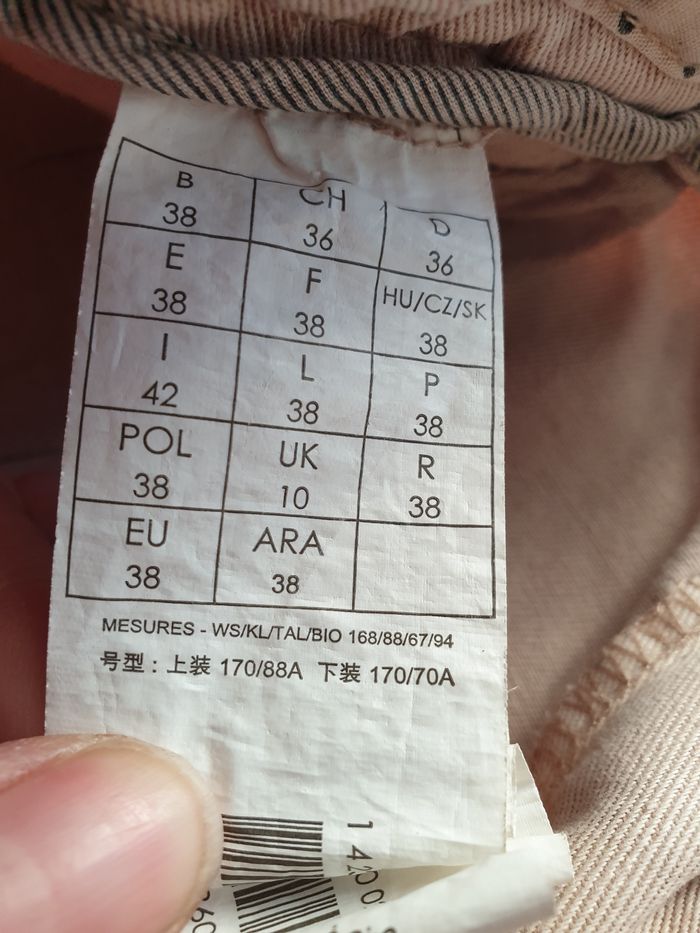 B CH D
38 36 36
E F HU/CZ/SK
38 38 38
I L P
42 38 38
POL UK R
38 10 38
EU ARA
38 38
MESURES - WS/KL/TAL/BIO 168/88/67/94
号型：上装 170/88A 下装 170/70A